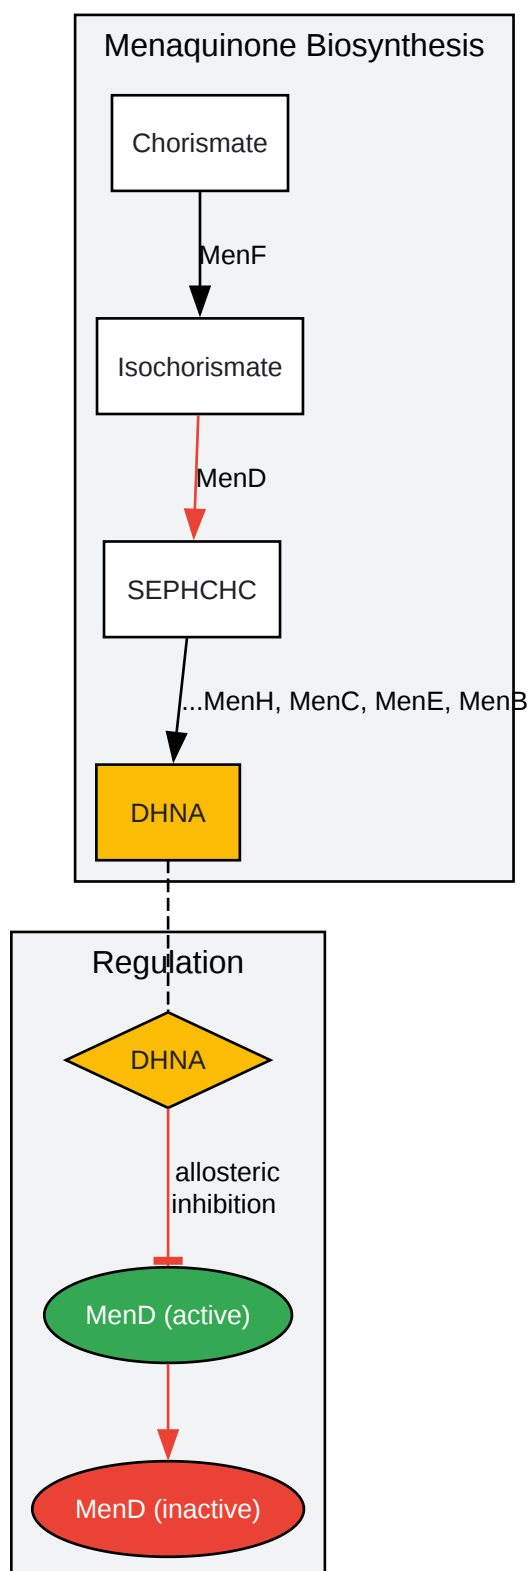 Menaquinone Biosynthesis
Chorismate
MenF
Isochorismate
MenD
SEPHCHC
...MenH, MenC, MenE, MenB
DHNA
Regulation
DHNA
allosteric
inhibition
MenD (active)
MenD (inactive)